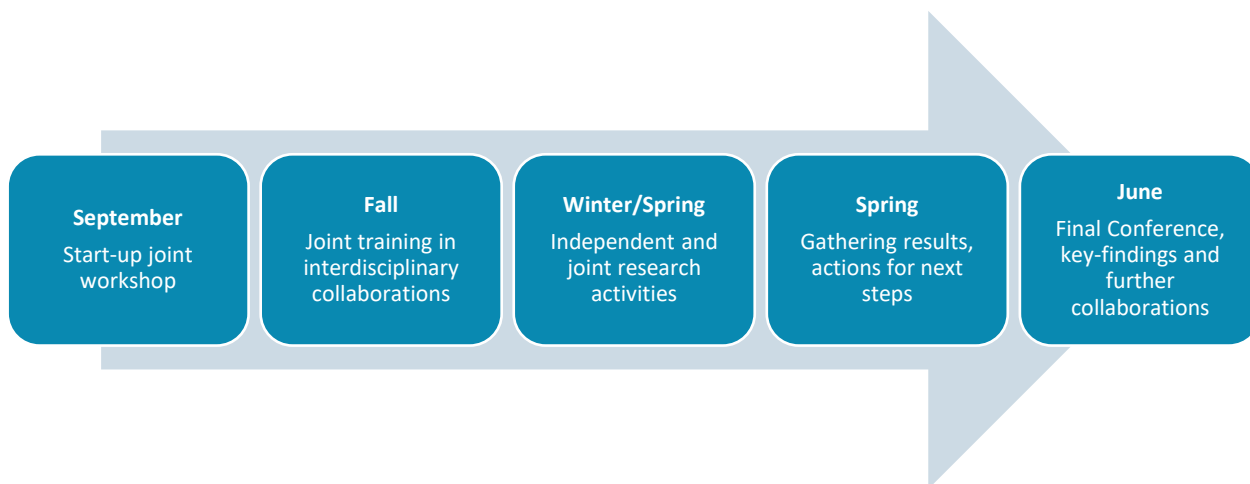 September
Start-up joint
workshop
Fall
Joint training in
interdisciplinary
collaborations
Winter/Spring
Independent and
joint research
activities
Spring
Gathering results,
actions for next
steps
June
Final Conference,
key-findings and
further
collaborations